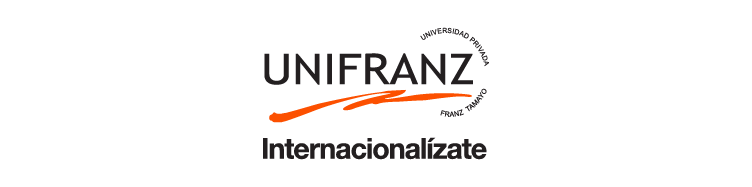 UNIVERSIDAD PRIVADA
UNIFRANZ
FRANZ TAMAYO
Internacionalízate